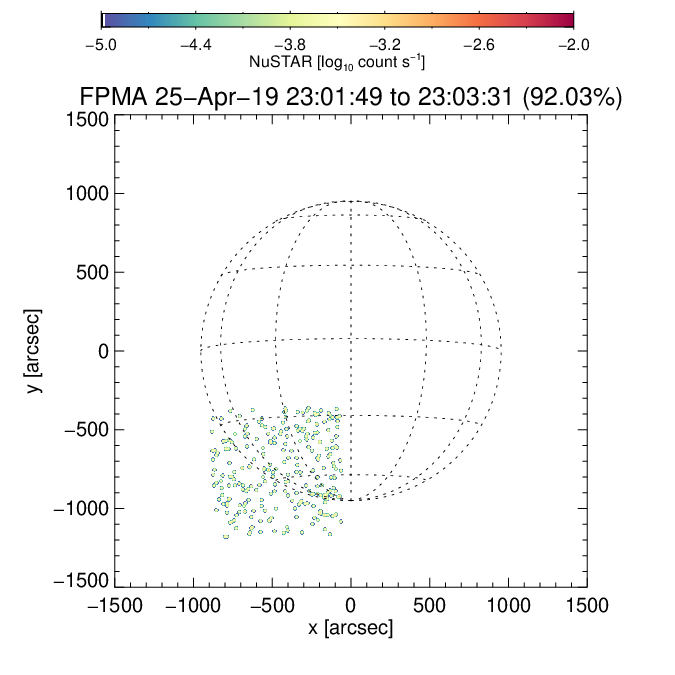 −5.0 −4.4 −3.8 −3.2 −2.6 −2.0
NuSTAR [log10 count s−1]
FPMA 25−Apr−19 23:01:49 to 23:03:31 (92.03%)
1500
1000
500
0
−500
−1000
−1500
y [arcsec]
−1500 −1000 −500 0 500 1000 1500
x [arcsec]